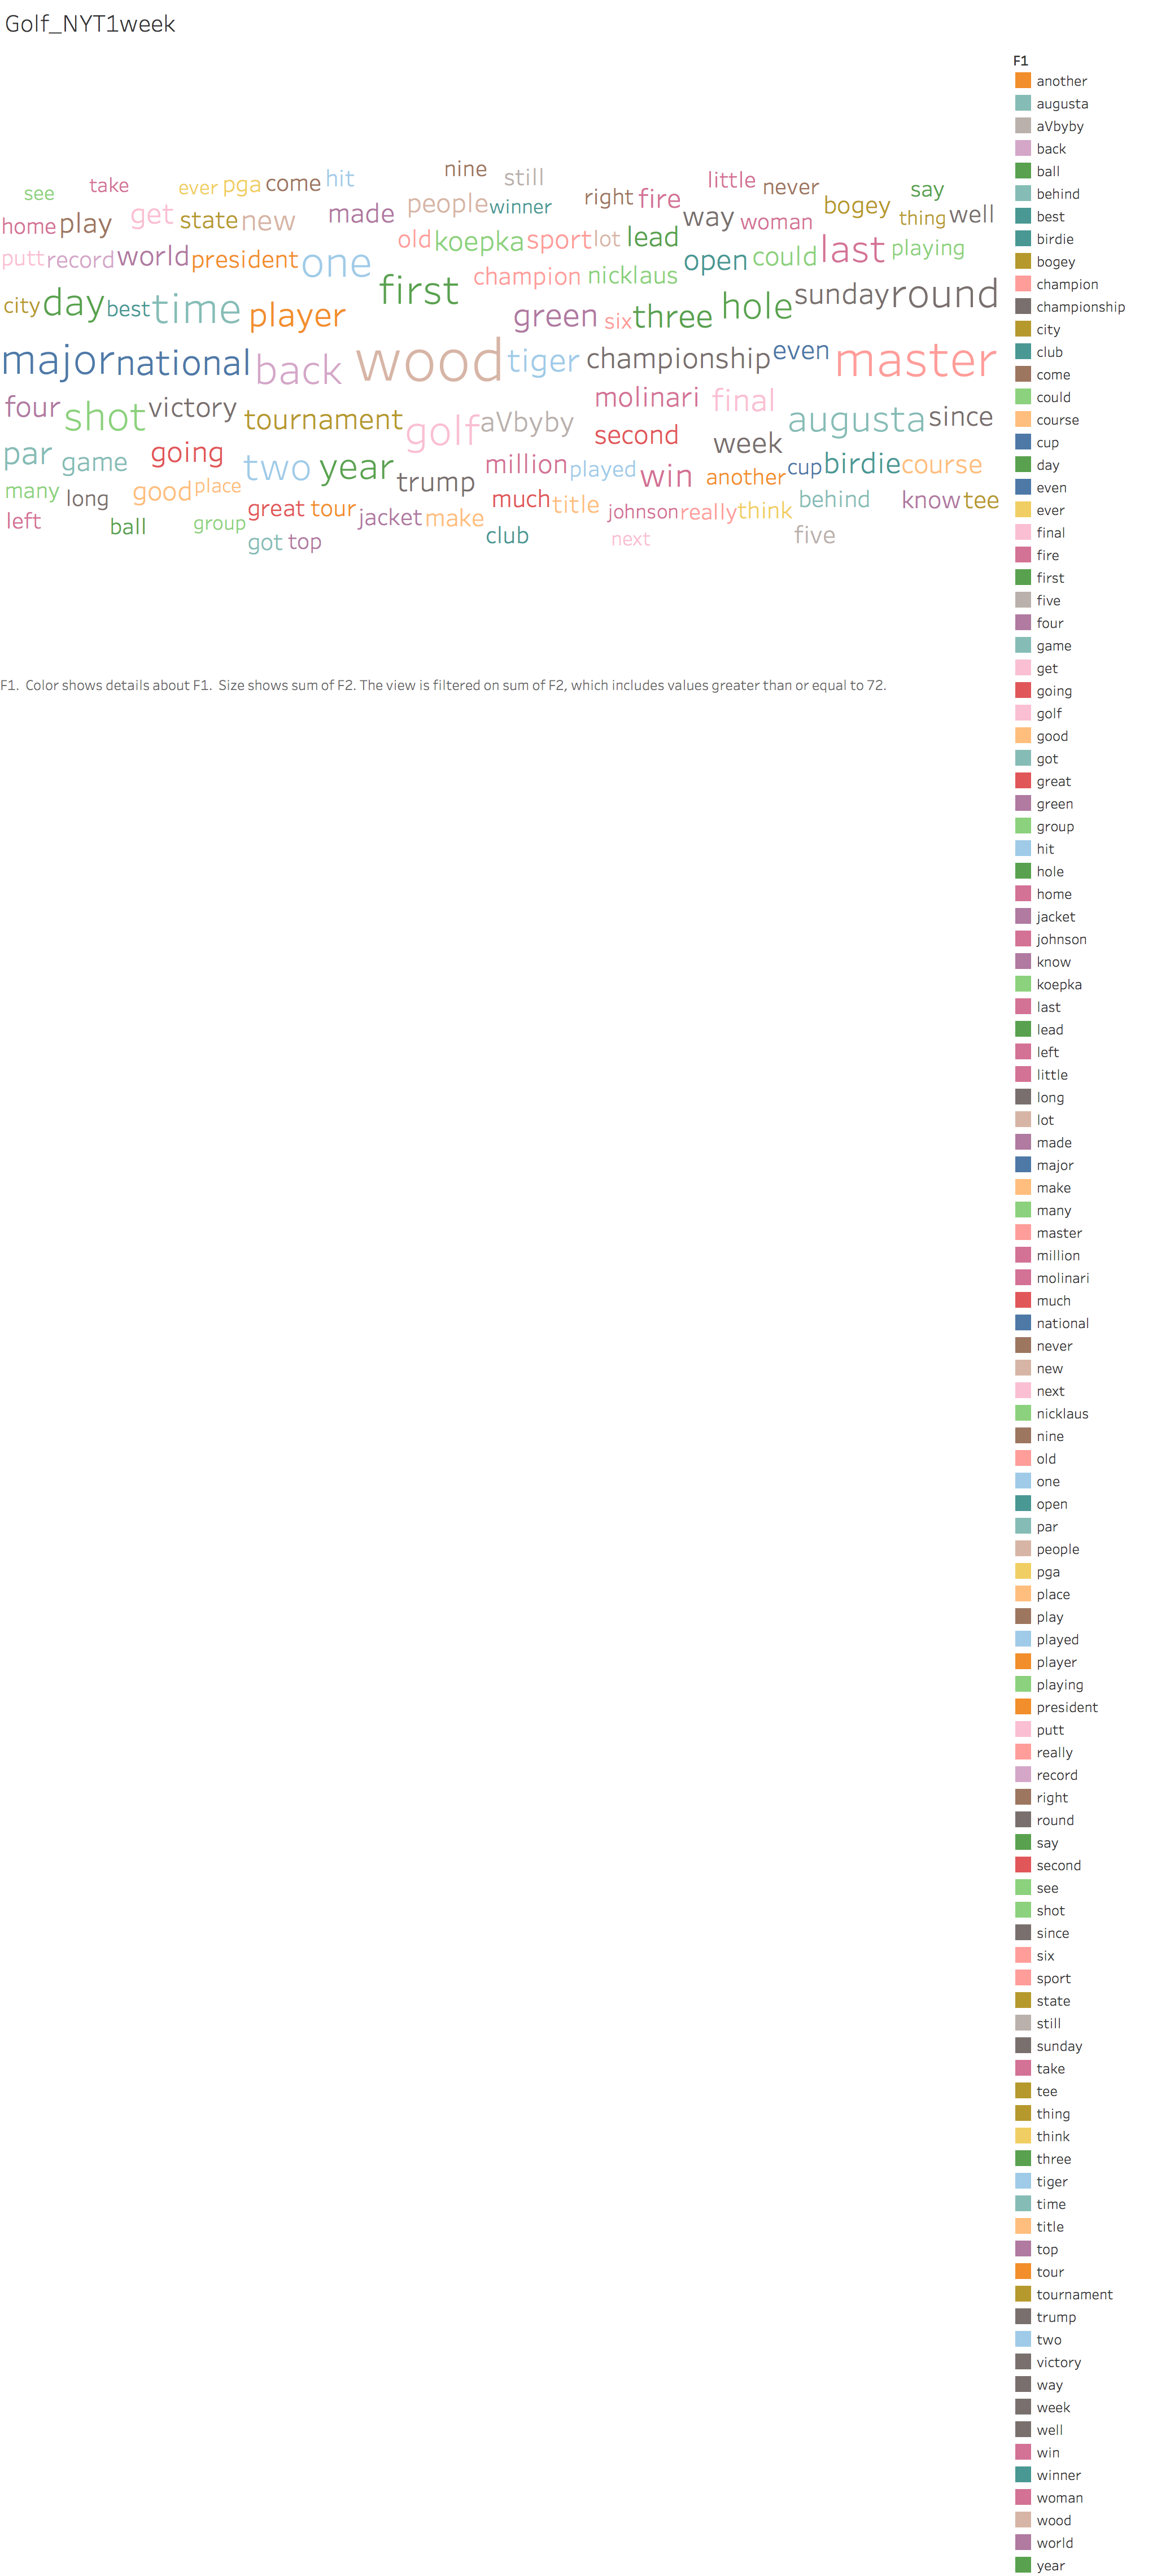 Golf_NYT1week
nine
see take ever pga come hit still little never say
home play get state new made people winner right fire way woman bogey thing well
putt record world president one old koepka sport lot lead open could last playing
champion nicklaus
city day best time player first green six three hole sunday round
major national back wood tiger championship even master
four shot victory tournament golf aVbyby molinari final augusta since
second week
par game going two year trump million played win another cup birdie course
many long good place great tour jacket make much title johnson really think behind know tee
left ball group got top club next five
F1. Color shows details about F1. Size shows sum of F2. The view is filtered on sum of F2, which includes values greater than or equal to 72.
F1
another
augusta
aVbyby
back
ball
behind
best
birdie
bogey
champion
championship
city
club
come
could
course
cup
day
even
ever
final
fire
first
five
four
game
get
going
golf
good
got
great
green
group
hit
hole
home
jacket
johnson
know
koepka
last
lead
left
little
long
lot
made
major
make
many
master
million
molinari
much
national
never
new
next
nicklaus
nine
old
one
open
par
people
pga
place
play
played
player
playing
president
putt
really
record
right
round
say
second
see
shot
since
six
sport
state
still
sunday
take
tee
thing
think
three
tiger
time
title
top
tour
tournament
trump
two
victory
way
week
well
win
winner
woman
wood
world
year